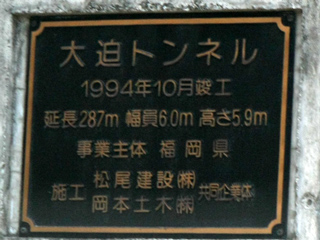 大迫トンネル
1994年10月竣工
延長287m 幅員6.0m 高さ5.9m
事業主体 福岡県
施工 松尾建設㈱ 共同企業体
岡本土木㈱